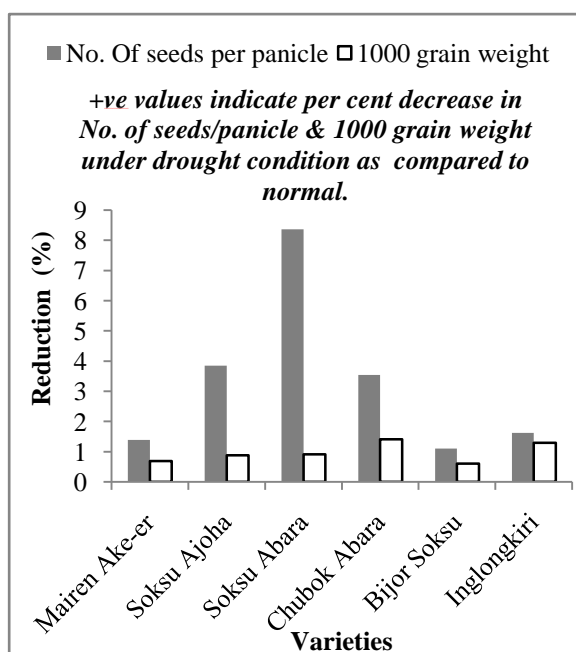 No. Of seeds per panicle 1000 grain weight
+ve values indicate per cent decrease in
No. of seeds/panicle & 1000 grain weight
under drought condition as compared to
normal.
9
8
7
6
5
4
3
2
1
0
Reduction (%)
Mairen Ake-er
Soksu Ajoha
Soksu Abara
Chubok Abara
Bijor Soksu
Inglongkiri
Varieties